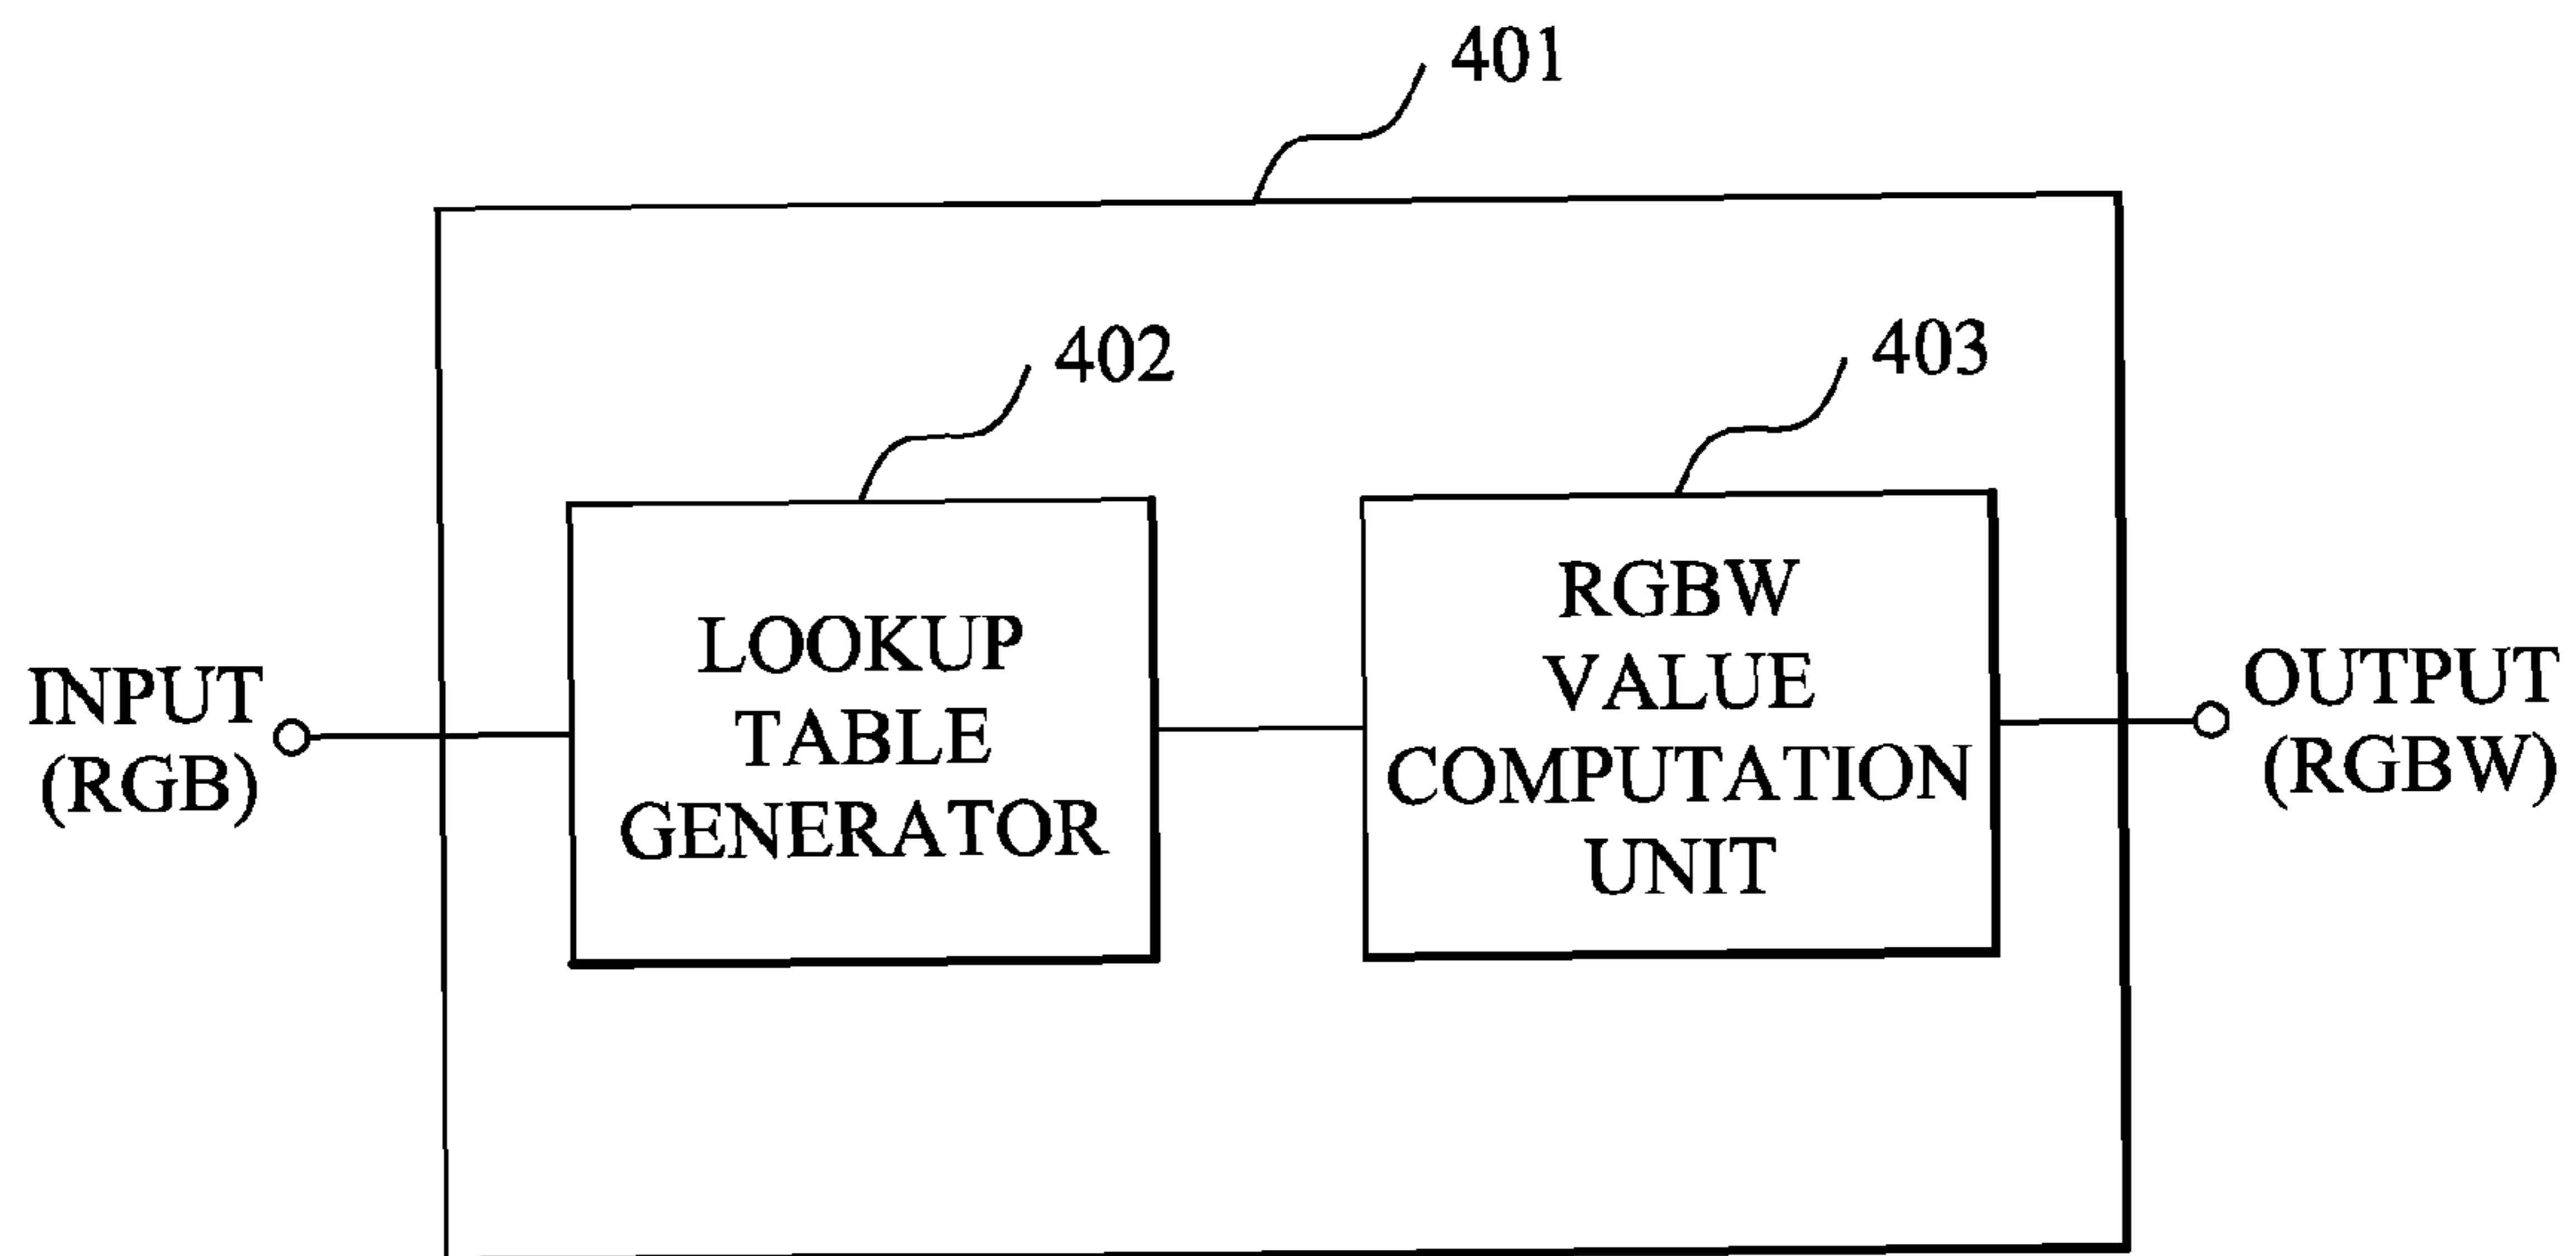 401
402
403
INPUT
(RGB)
LOOKUP
TABLE
GENERATOR
RGBW
VALUE
COMPUTATION
UNIT
OUTPUT
(RGBW)